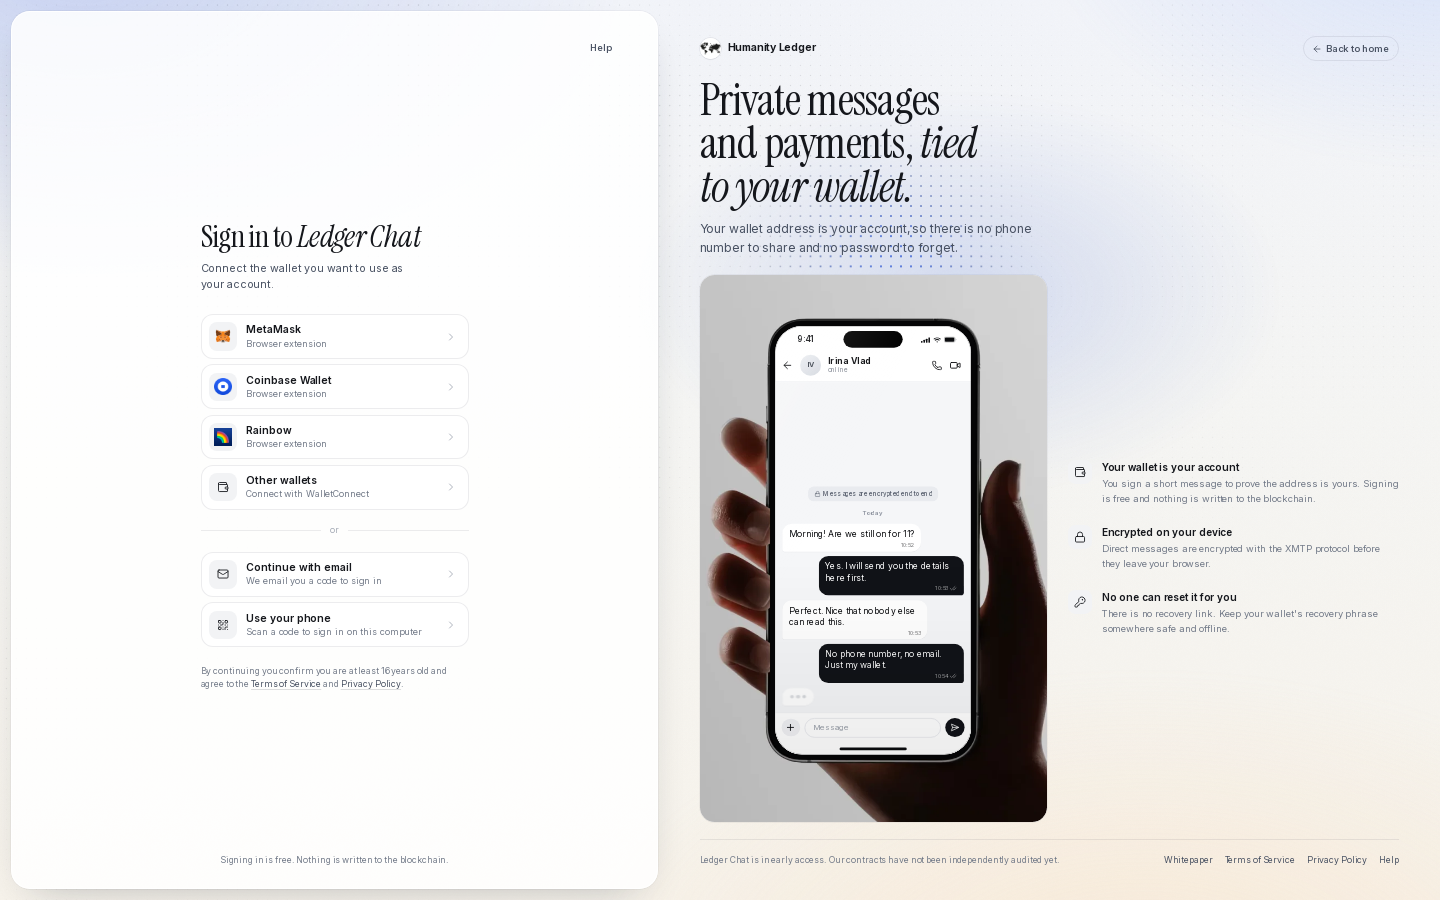 Help
Sign in to Ledger Chat
Connect the wallet you want to use as
your account.
MetaMask
Browser extension
Coinbase Wallet
Browser extension
Rainbow
Browser extension
Other wallets
Connect with WalletConnect
or
Continue with email
We email you a code to sign in
Use your phone
Scan a code to sign in on this computer
By continuing you confirm you are at least 16 years old and
agree to the Terms of Service and Privacy Policy.
Signing in is free. Nothing is written to the blockchain.
Humanity Ledger
Back to home
Private messages
and payments, tied
to your wallet.
Your wallet address is your account, so there is no phone
number to share and no password to forget.
9:41
IV
Irina Vlad
online
Messages are encrypted end to end
Today
Morning! Are we still on for 11?
10:52
Yes. I will send you the details
here first.
10:53
Perfect. Nice that nobody else
can read this.
10:53
No phone number, no email.
Just my wallet.
10:54
Message
Your wallet is your account
You sign a short message to prove the address is yours. Signing
is free and nothing is written to the blockchain.
Encrypted on your device
Direct messages are encrypted with the XMTP protocol before
they leave your browser.
No one can reset it for you
There is no recovery link. Keep your wallet's recovery phrase
somewhere safe and offline.
Ledger Chat is in early access. Our contracts have not been independently audited yet.
Whitepaper Terms of Service Privacy Policy Help